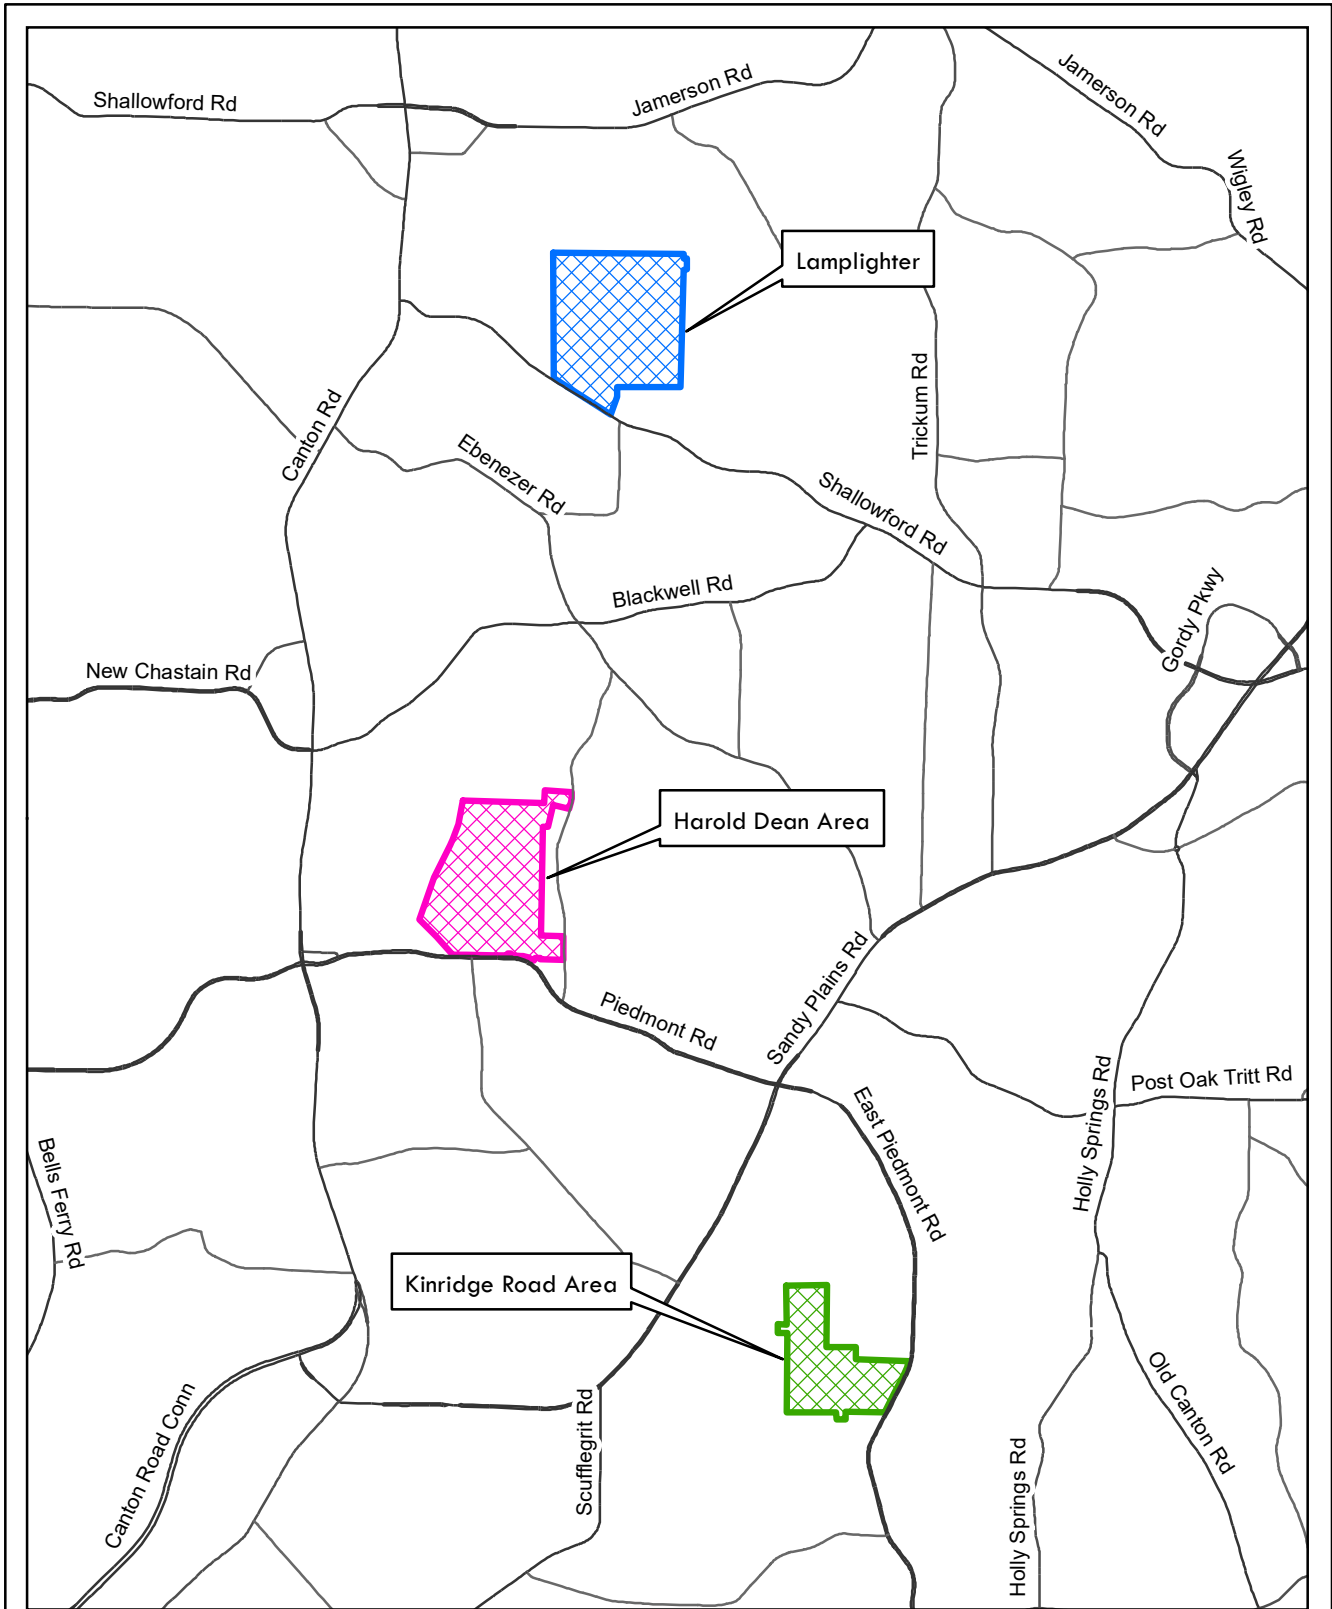 Shallowford Rd
Jamerson Rd
Jamerson Rd
Wigley Rd
Lamplighter
Canton Rd
Trickum Rd
Ebenezer Rd
Shallowford Rd
Blackwell Rd
Gordy Pkwy
New Chastain Rd
Harold Dean Area
Sandy Plains Rd
Piedmont Rd
Post Oak Tritt Rd
Holly Springs Rd
East Piedmont Rd
Bells Ferry Rd
Kinridge Road Area
Old Canton Rd
Canton Road Conn
Scufflegrit Rd
Holly Springs Rd